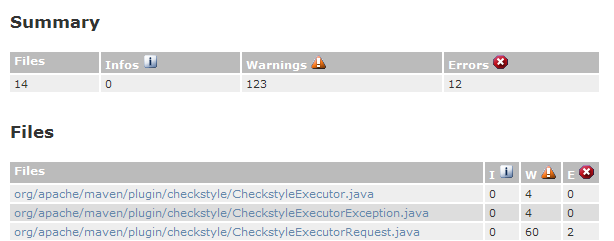 Summary
Files Infos Warnings Errors
14 0 123 12
Files
Files I W E
org/apache/maven/plugin/checkstyle/CheckstyleExecutor.java 0 4 0
org/apache/maven/plugin/checkstyle/CheckstyleExecutorException.java 0 4 0
org/apache/maven/plugin/checkstyle/CheckstyleExecutorRequest.java 0 60 2